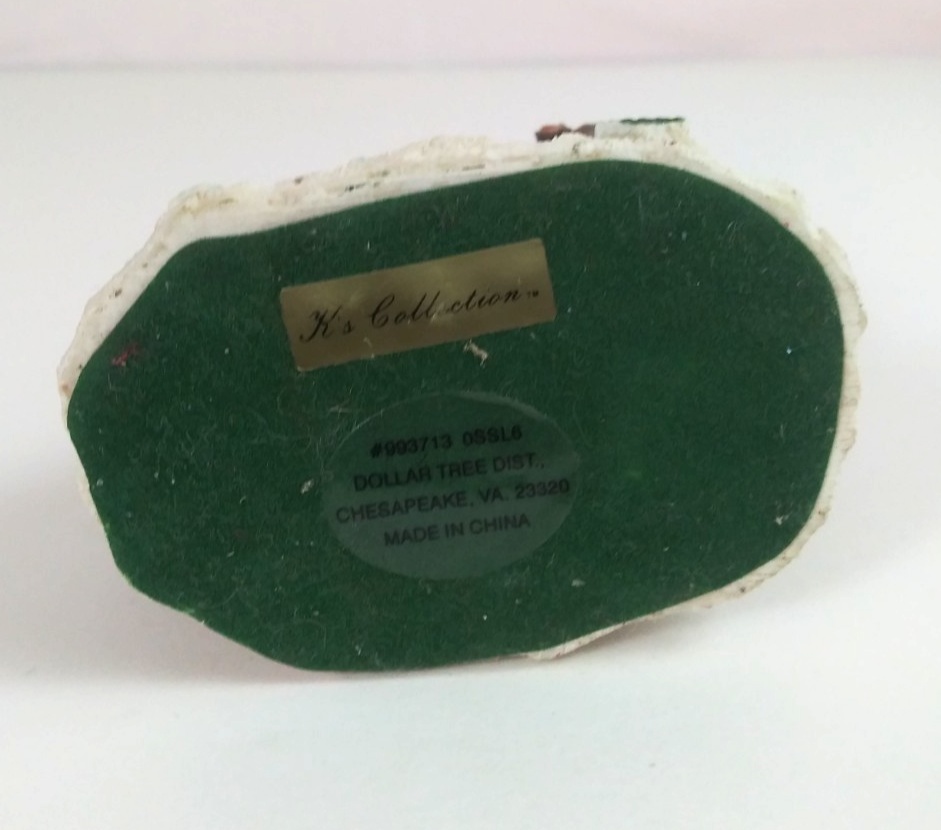 K's Collection™
#993713 0SSL6
DOLLAR TREE DIST.,
CHESAPEAKE, VA. 23320
MADE IN CHINA